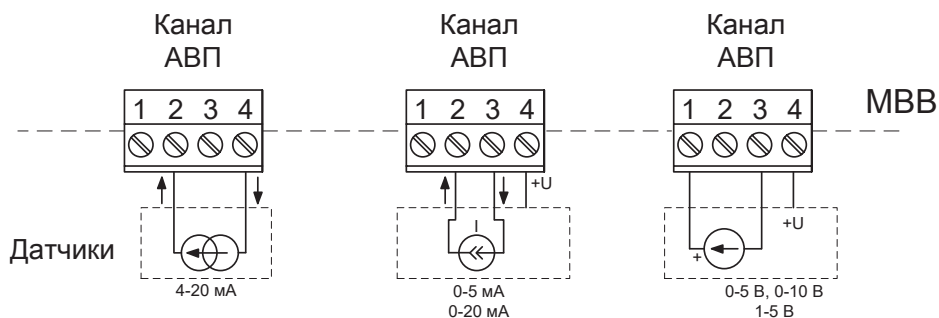 Канал
АВП
Канал
АВП
Канал
АВП
1 2 3 4
1 2 3 4
1 2 3 4
МВВ
+U
+U
I
+
Датчики
4-20 мА
0-5 мА
0-20 мА
0-5 В, 0-10 В
1-5 В